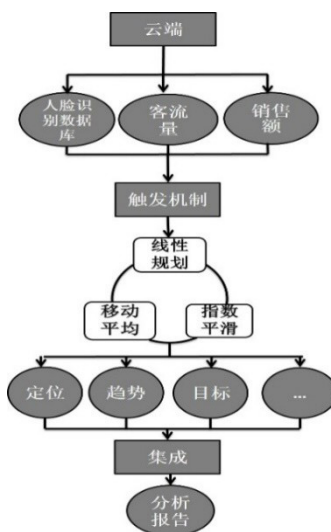 云端
人脸识
别数据
库
客流
量
销售
额
触发机制
线性
规划
移动
平均
指数
平滑
定位
趋势
目标
...
集成
分析
报告